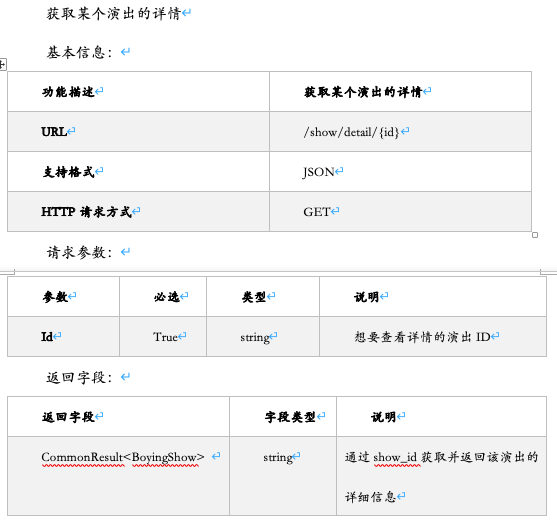 获取某个演出的详情
基本信息：
功能描述 获取某个演出的详情
URL /show/detail/{id}
支持格式 JSON
HTTP 请求方式 GET
请求参数：
参数 必选 类型 说明
Id True string 想要查看详情的演出 ID
返回字段：
返回字段 字段类型 说明
CommonResult<BoyingShow> string 通过 show_id 获取并返回该演出的
详细信息